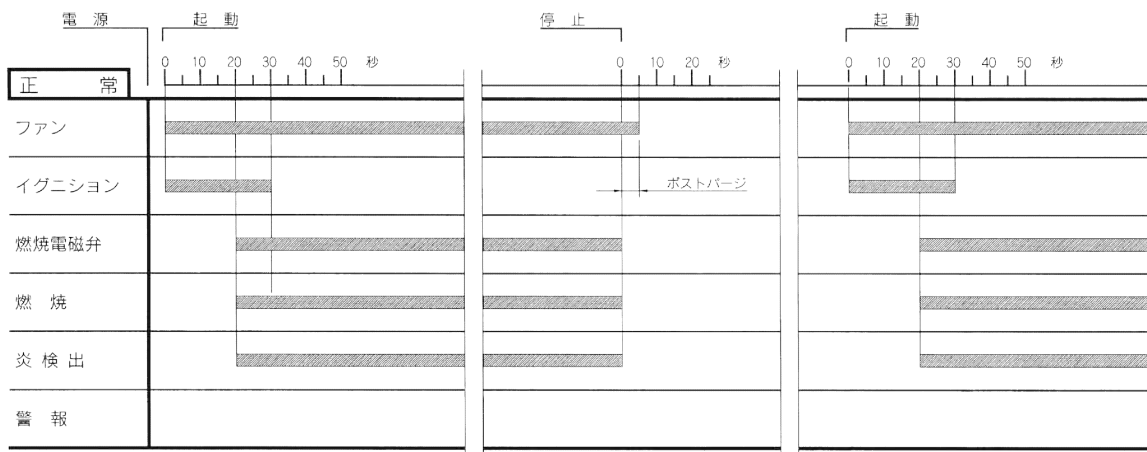 電 源 起 動 停 止 起 動
0 10 20 30 40 50 秒 0 10 20 秒 0 10 20 30 40 50 秒
正 常
ファン
イグニション ポストパージ
燃焼電磁弁
燃 焼
炎 検 出
警 報